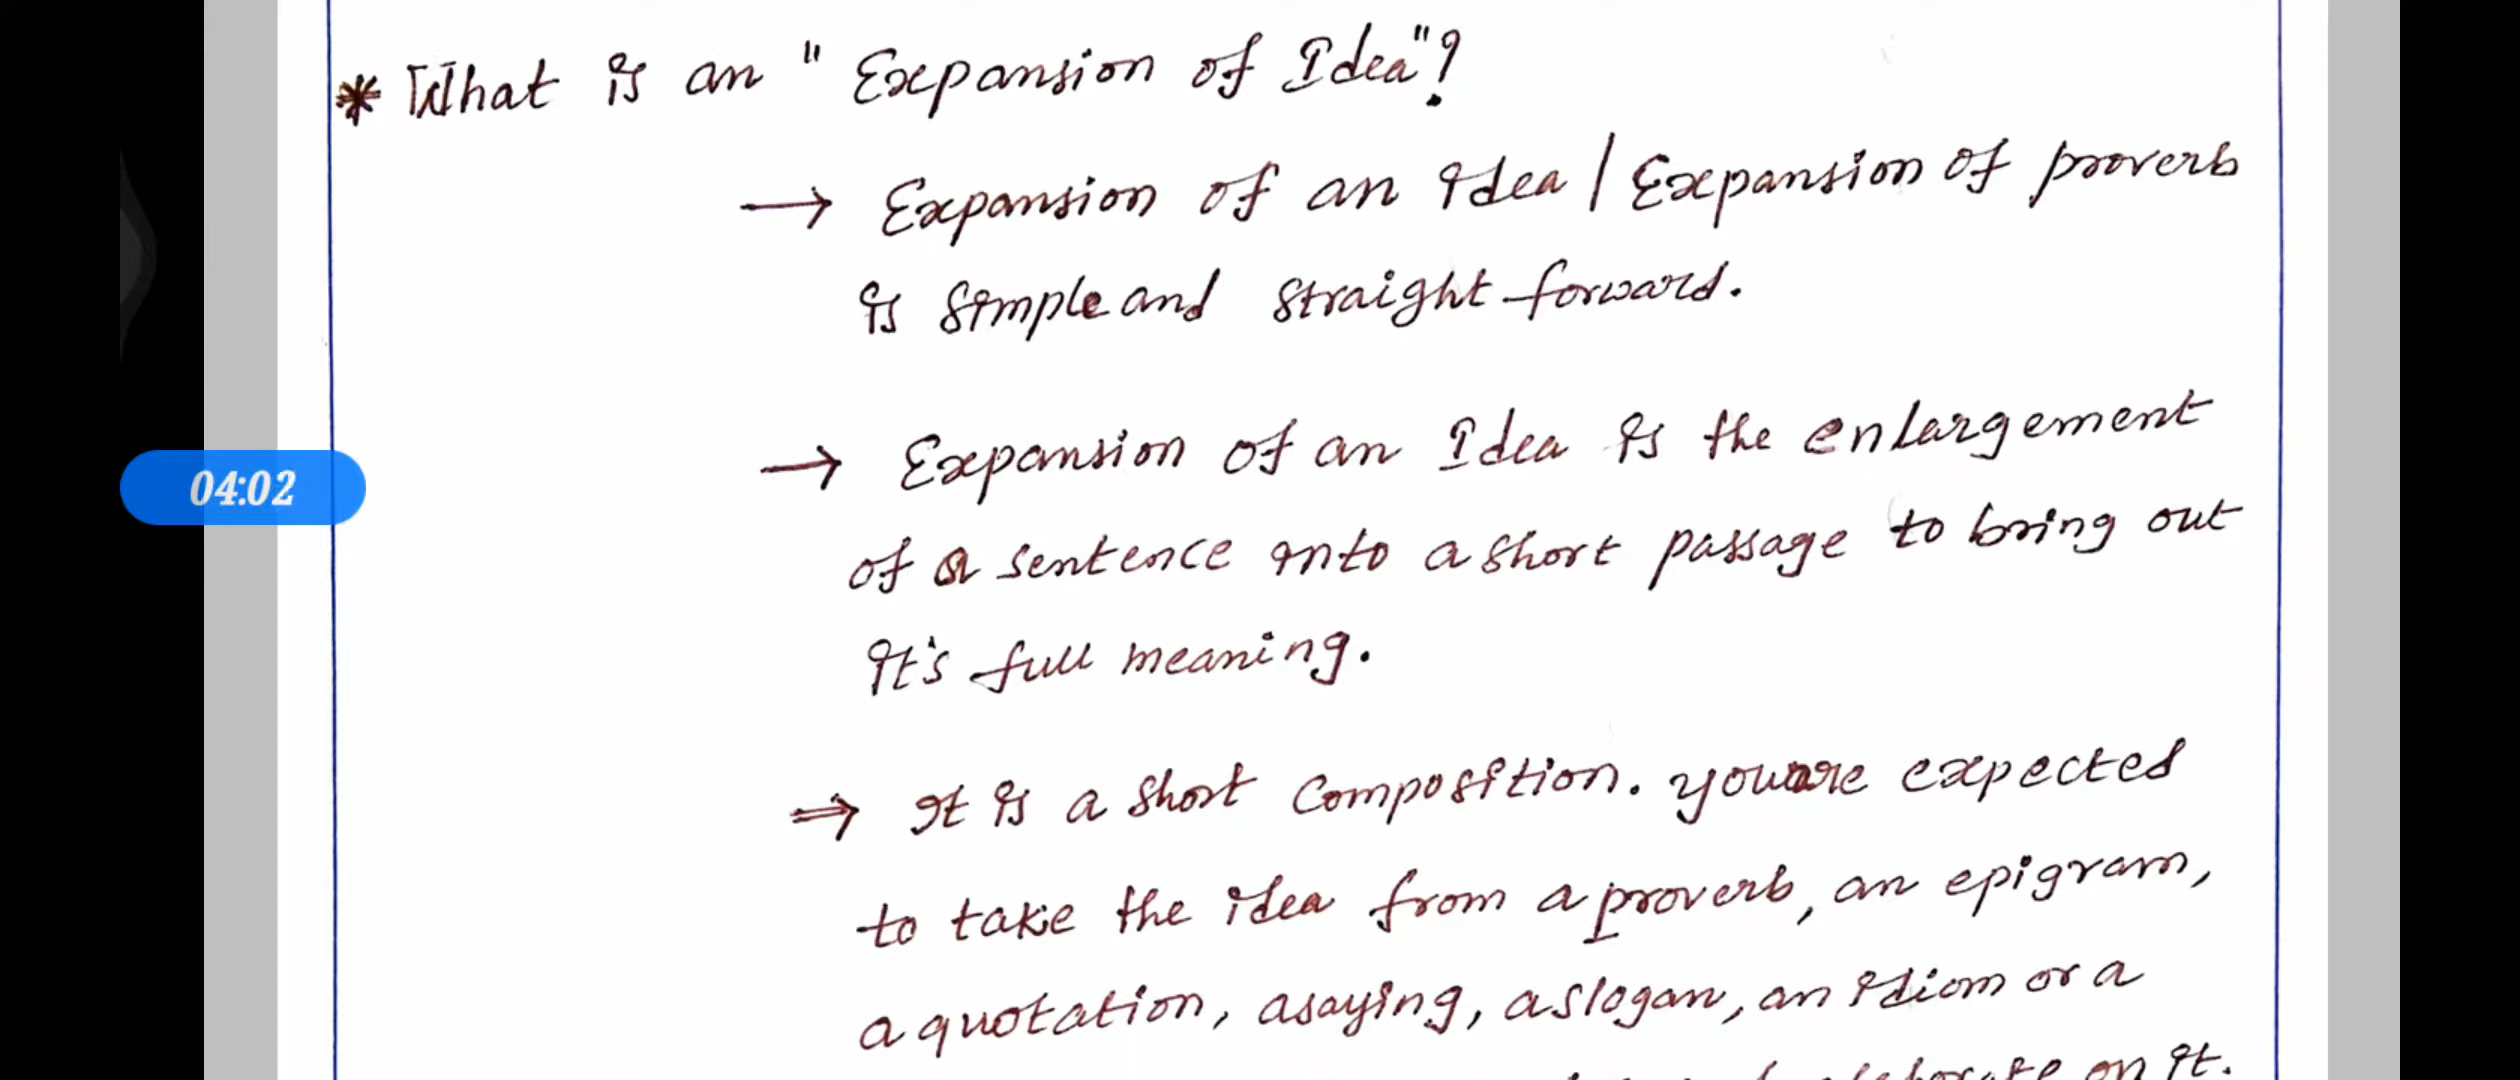 * What is an " Expansion of Idea"?
→ Expansion of an Idea / Expansion of proverb
is simple and straight forward.
→ Expansion of an Idea is the enlargement
04:02
of a sentence into a short passage to bring out
It's full meaning.
⇒ It is a short composition. you are expected
to take the idea from a proverb, an epigram,
a quotation, a saying, a slogan, an idiom or a
elaborate on it.